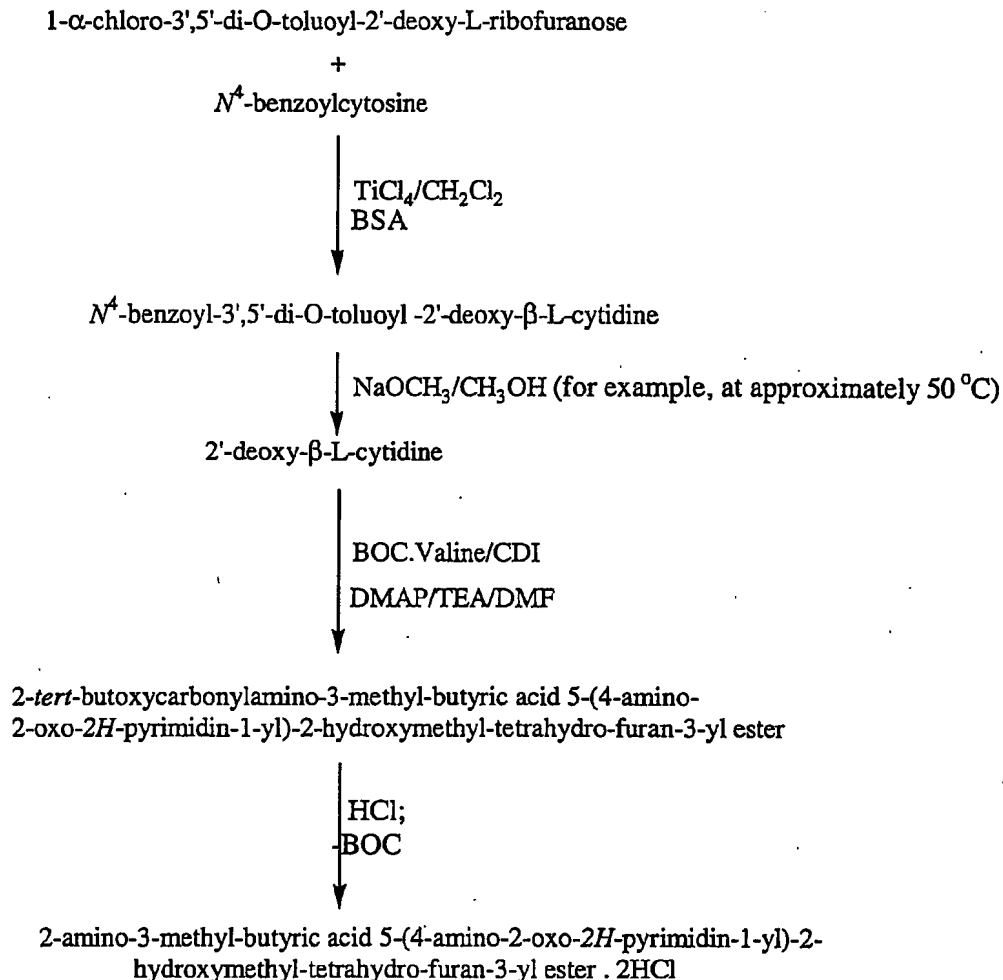 1-α-chloro-3',5'-di-O-toluoyl-2'-deoxy-L-ribofuranose
+
N⁴-benzoylcytosine
TiCl₄/CH₂Cl₂
BSA
N⁴-benzoyl-3',5'-di-O-toluoyl -2'-deoxy-β-L-cytidine
NaOCH₃/CH₃OH (for example, at approximately 50 °C)
2'-deoxy-β-L-cytidine
BOC.Valine/CDI
DMAP/TEA/DMF
2-tert-butoxycarbonylamino-3-methyl-butyric acid 5-(4-amino-
2-oxo-2H-pyrimidin-1-yl)-2-hydroxymethyl-tetrahydro-furan-3-yl ester
HCl;
-BOC
2-amino-3-methyl-butyric acid 5-(4-amino-2-oxo-2H-pyrimidin-1-yl)-2-
hydroxymethyl-tetrahydro-furan-3-yl ester . 2HCl